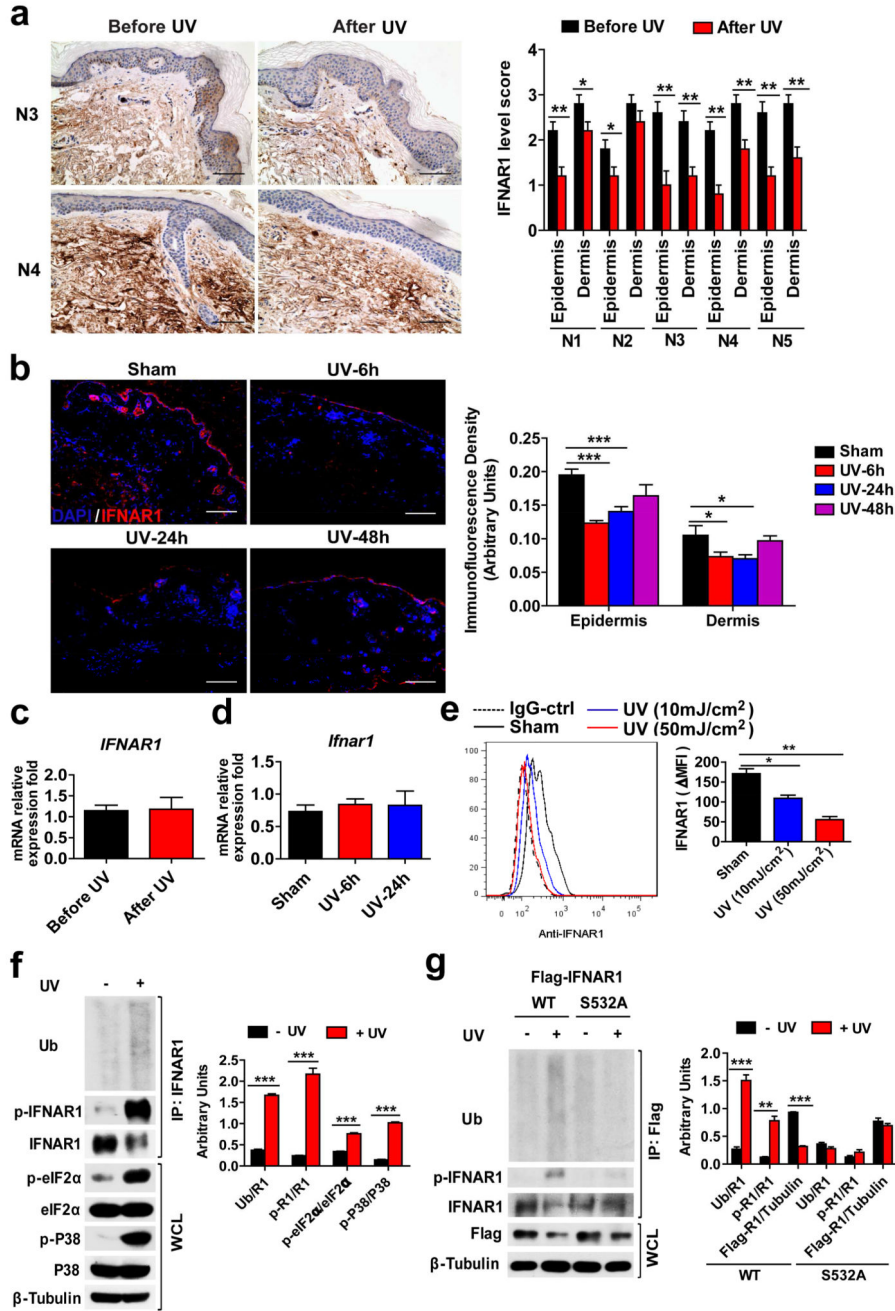 a
Before UV
After UV
N3
N4
Before UV
After UV
IFNAR1 level score
4
3
2
1
0
**
*
*
**
**
**
**
**
**
Epidermis
Dermis
Epidermis
Dermis
Epidermis
Dermis
Epidermis
Dermis
Epidermis
Dermis
N1
N2
N3
N4
N5
b
Sham
UV-6h
DAPI/IFNAR1
UV-24h
UV-48h
Immunofluorescence Density
(Arbitrary Units)
0.25
0.20
0.15
0.10
0.05
0.00
***
***
*
*
Epidermis
Dermis
Sham
UV-6h
UV-24h
UV-48h
c
IFNAR1
mRNA relative
expression fold
2.0
1.5
1.0
0.5
0.0
Before UV
After UV
d
Ifnar1
mRNA relative
expression fold
1.5
1.0
0.5
0.0
Sham
UV-6h
UV-24h
e
IgG-ctrl
UV (10mJ/cm²)
Sham
UV (50mJ/cm²)
100
80
60
40
20
0
0
10²
10³
10⁴
10⁵
Anti-IFNAR1
IFNAR1 (ΔMFI)
200
150
100
50
0
**
*
Sham
UV (10mJ/cm²)
UV (50mJ/cm²)
f
UV
-
+
Ub
p-IFNAR1
IFNAR1
p-eIF2α
eIF2α
p-P38
P38
β-Tubulin
IP: IFNAR1
WCL
- UV
+ UV
Arbitrary Units
2.5
2.0
1.5
1.0
0.5
0.0
***
***
***
***
Ub/R1
p-R1/R1
p-eIF2α/eIF2α
p-P38/P38
g
Flag-IFNAR1
WT
S532A
UV
-
+
-
+
Ub
p-IFNAR1
IFNAR1
Flag
β-Tubulin
IP: Flag
WCL
- UV
+ UV
Arbitrary Units
2.0
1.5
1.0
0.5
0.0
***
**
***
Ub/R1
p-R1/R1
Flag-R1/Tubulin
Ub/R1
p-R1/R1
Flag-R1/Tubulin
WT
S532A